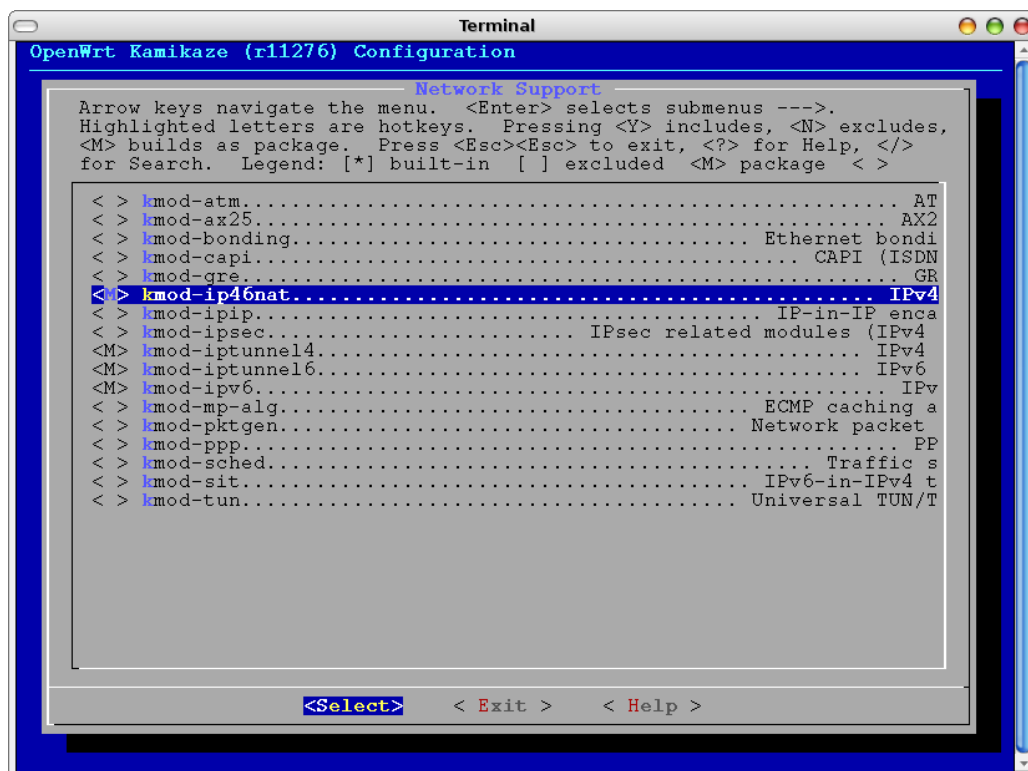 Terminal
OpenWrt Kamikaze (r11276) Configuration
Network Support
Arrow keys navigate the menu.  <Enter> selects submenus --->.
Highlighted letters are hotkeys.  Pressing <Y> includes, <N> excludes,
<M> builds as package.  Press <Esc><Esc> to exit, <?> for Help, </>
for Search.  Legend: [*] built-in  [ ] excluded  <M> package  < >
< > kmod-atm..................................................... AT
< > kmod-ax25................................................... AX2
< > kmod-bonding..................................... Ethernet bondi
< > kmod-capi.............................................. CAPI (ISDN
< > kmod-gre..................................................... GR
<M> kmod-ip46nat............................................... IPv4
< > kmod-ipip......................................... IP-in-IP enca
< > kmod-ipsec......................... IPsec related modules (IPv4
<M> kmod-iptunnel4............................................. IPv4
<M> kmod-iptunnel6............................................. IPv6
<M> kmod-ipv6................................................... IPv
< > kmod-mp-alg...................................... ECMP caching a
< > kmod-pktgen...................................... Network packet
< > kmod-ppp..................................................... PP
< > kmod-sched............................................ Traffic s
< > kmod-sit.......................................... IPv6-in-IPv4 t
< > kmod-tun........................................ Universal TUN/T
<Select>    < Exit >    < Help >